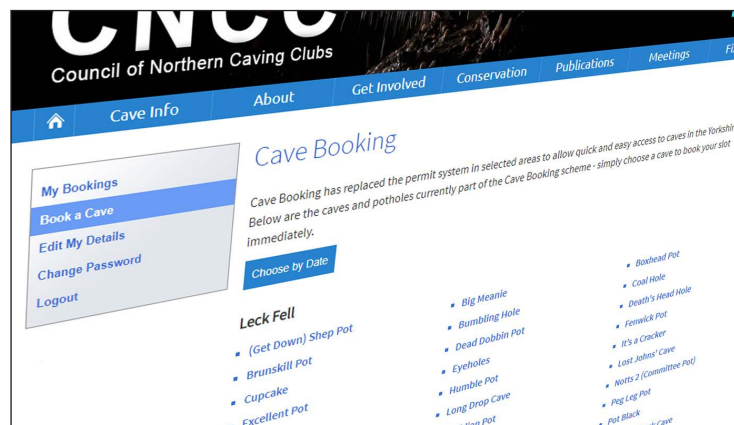 CNCC
Council of Northern Caving Clubs
Cave Info
About
Get Involved
Conservation
Publications
Meetings
My Bookings
Book a Cave
Edit My Details
Change Password
Logout
Cave Booking
Cave Booking has replaced the permit system in selected areas to allow quick and easy access to caves in the
Below are the caves and potholes currently part of the Cave Booking scheme - simply choose a cave to book your slot
immediately.
Choose by Date
Leck Fell
(Get Down) Shep Pot
Brunskill Pot
Cupcake
Excellent Pot
Big Meanie
Bumbling Hole
Dead Dobbin Pot
Eyeholes
Humble Pot
Long Drop Cave
Pot
Boxhead Pot
Coal Hole
Death's Head Hole
Fenwick Pot
It's a Cracker
Lost Johns' Cave
Notts 2 (Committee Pot)
Peg Leg Pot
Pot Black
Cave